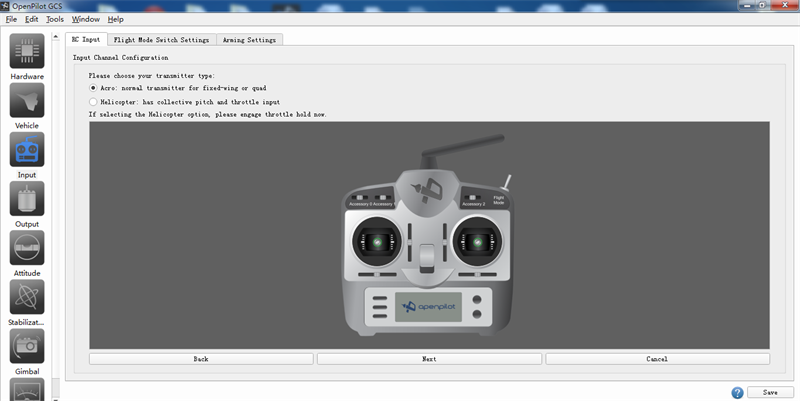 OpenPilot GCS
File Edit Tools Window Help
RC Input Flight Mode Switch Settings Arming Settings
Input Channel Configuration
Please choose your transmitter type:
Acro: normal transmitter for fixed-wing or quad
Helicopter: has collective pitch and throttle input
If selecting the Helicopter option, please engage throttle hold now.
Hardware
Vehicle
Input
Output
Attitude
Stabilizat...
Gimbal
Accessory 0 Accessory 1
Accessory 2
Flight
Mode
openpilot
Back Next Cancel
? Save